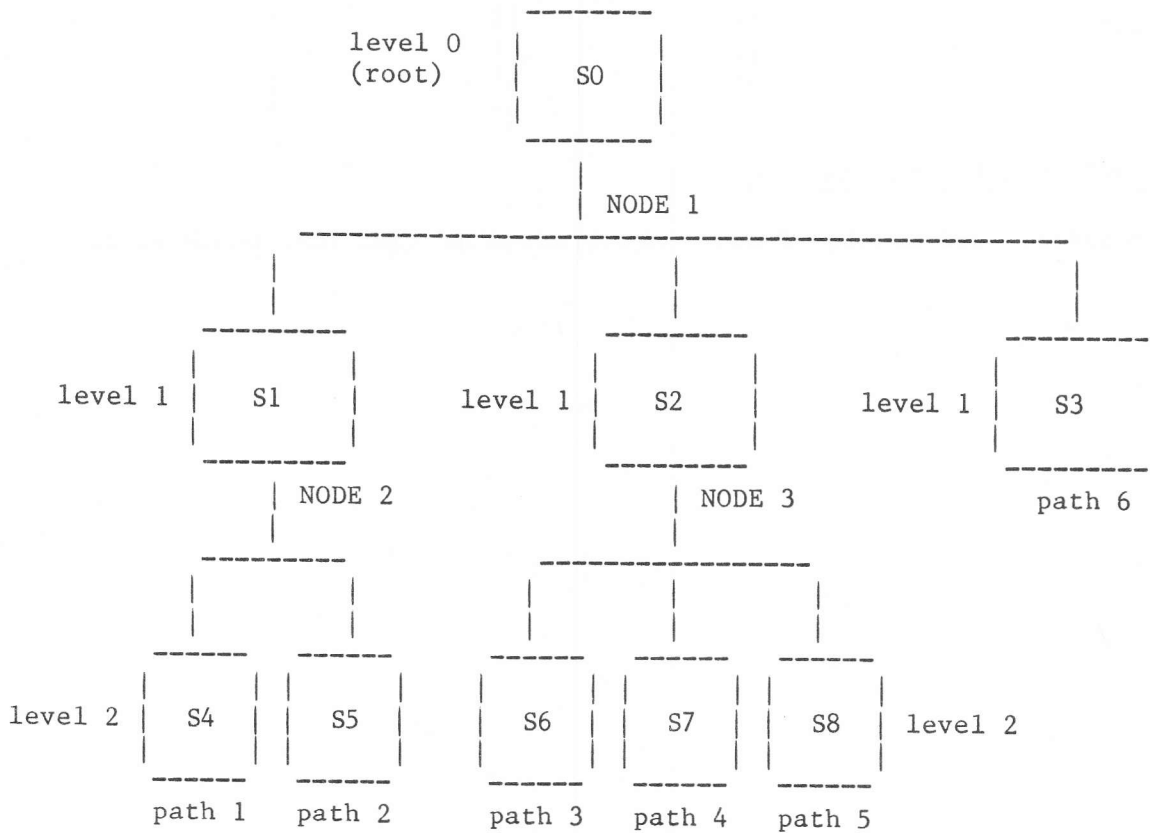 level 0
(root)
S0
NODE 1
level 1 S1 level 1 S2 level 1 S3
NODE 2 NODE 3 path 6
level 2 S4 S5 S6 S7 S8 level 2
path 1 path 2 path 3 path 4 path 5